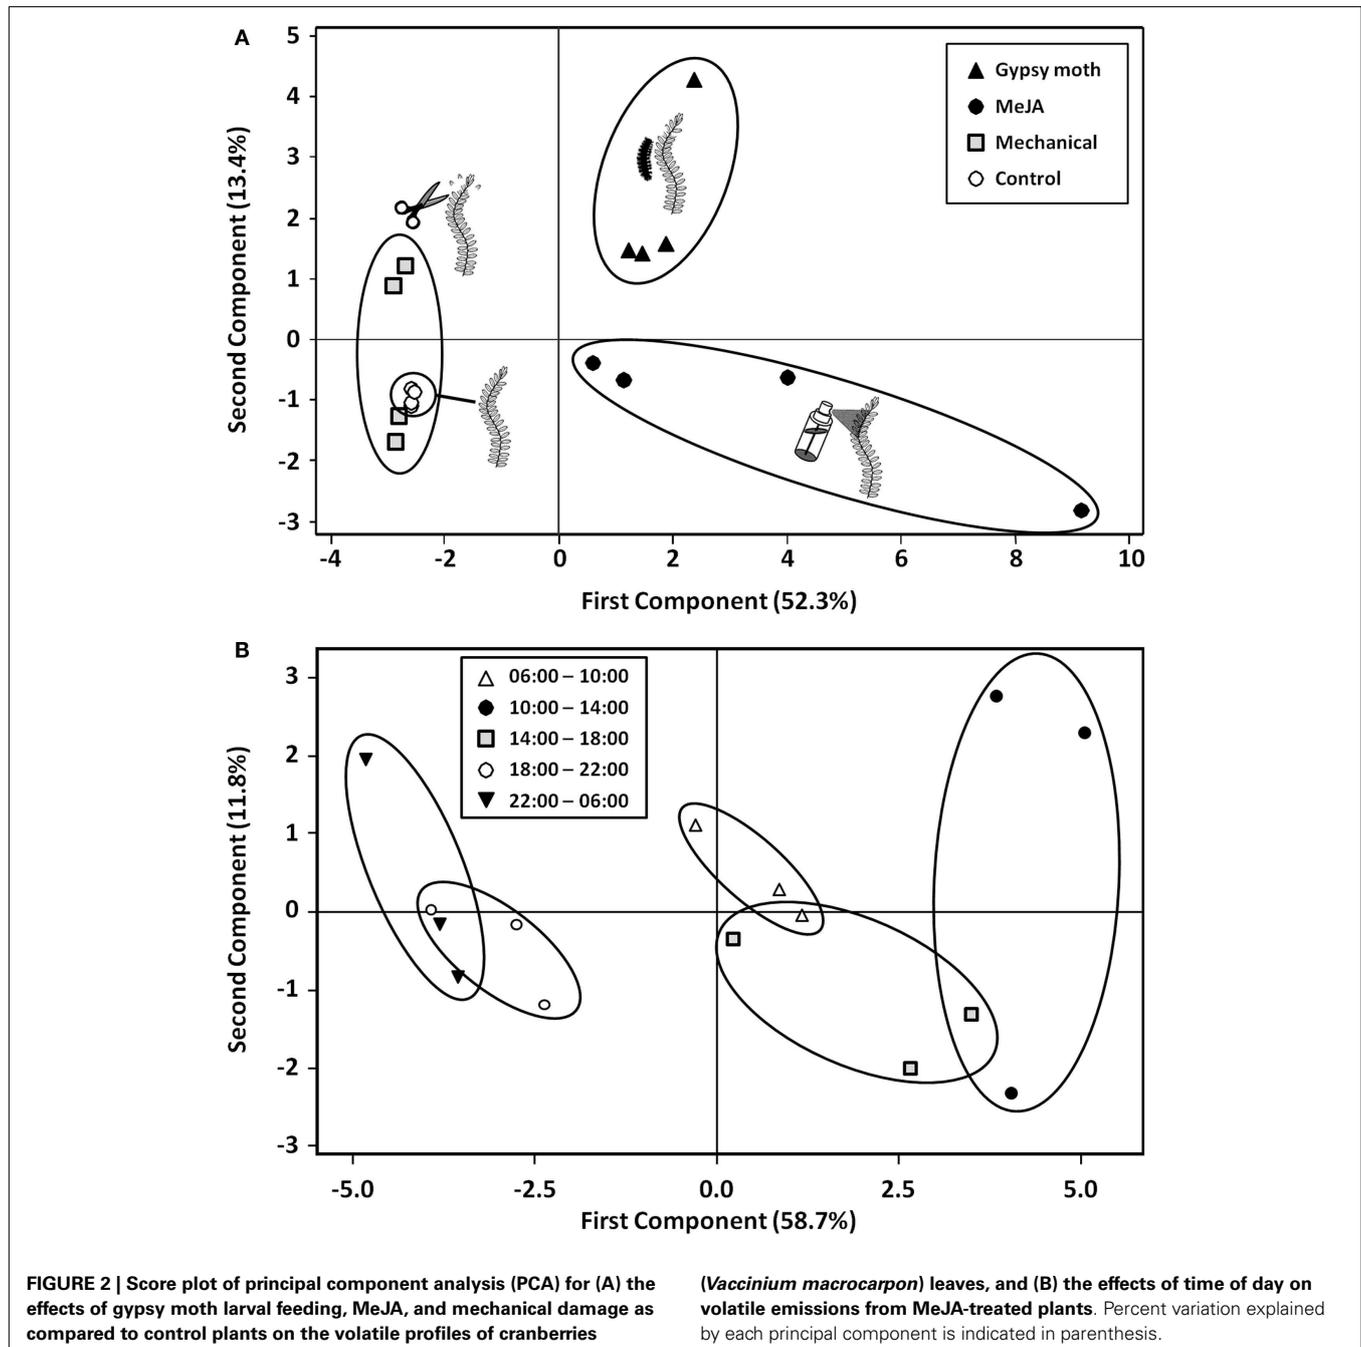 A
5
4
3
2
1
0
-1
-2
-3
Second Component (13.4%)
Gypsy moth
MeJA
Mechanical
Control
-4 -2 0 2 4 6 8 10
First Component (52.3%)
B
3
2
1
0
-1
-2
-3
Second Component (11.8%)
06:00 – 10:00
10:00 – 14:00
14:00 – 18:00
18:00 – 22:00
22:00 – 06:00
-5.0 -2.5 0.0 2.5 5.0
First Component (58.7%)
FIGURE 2 | Score plot of principal component analysis (PCA) for (A) the
effects of gypsy moth larval feeding, MeJA, and mechanical damage as
compared to control plants on the volatile profiles of cranberries
(Vaccinium macrocarpon) leaves, and (B) the effects of time of day on
volatile emissions from MeJA-treated plants. Percent variation explained
by each principal component is indicated in parenthesis.